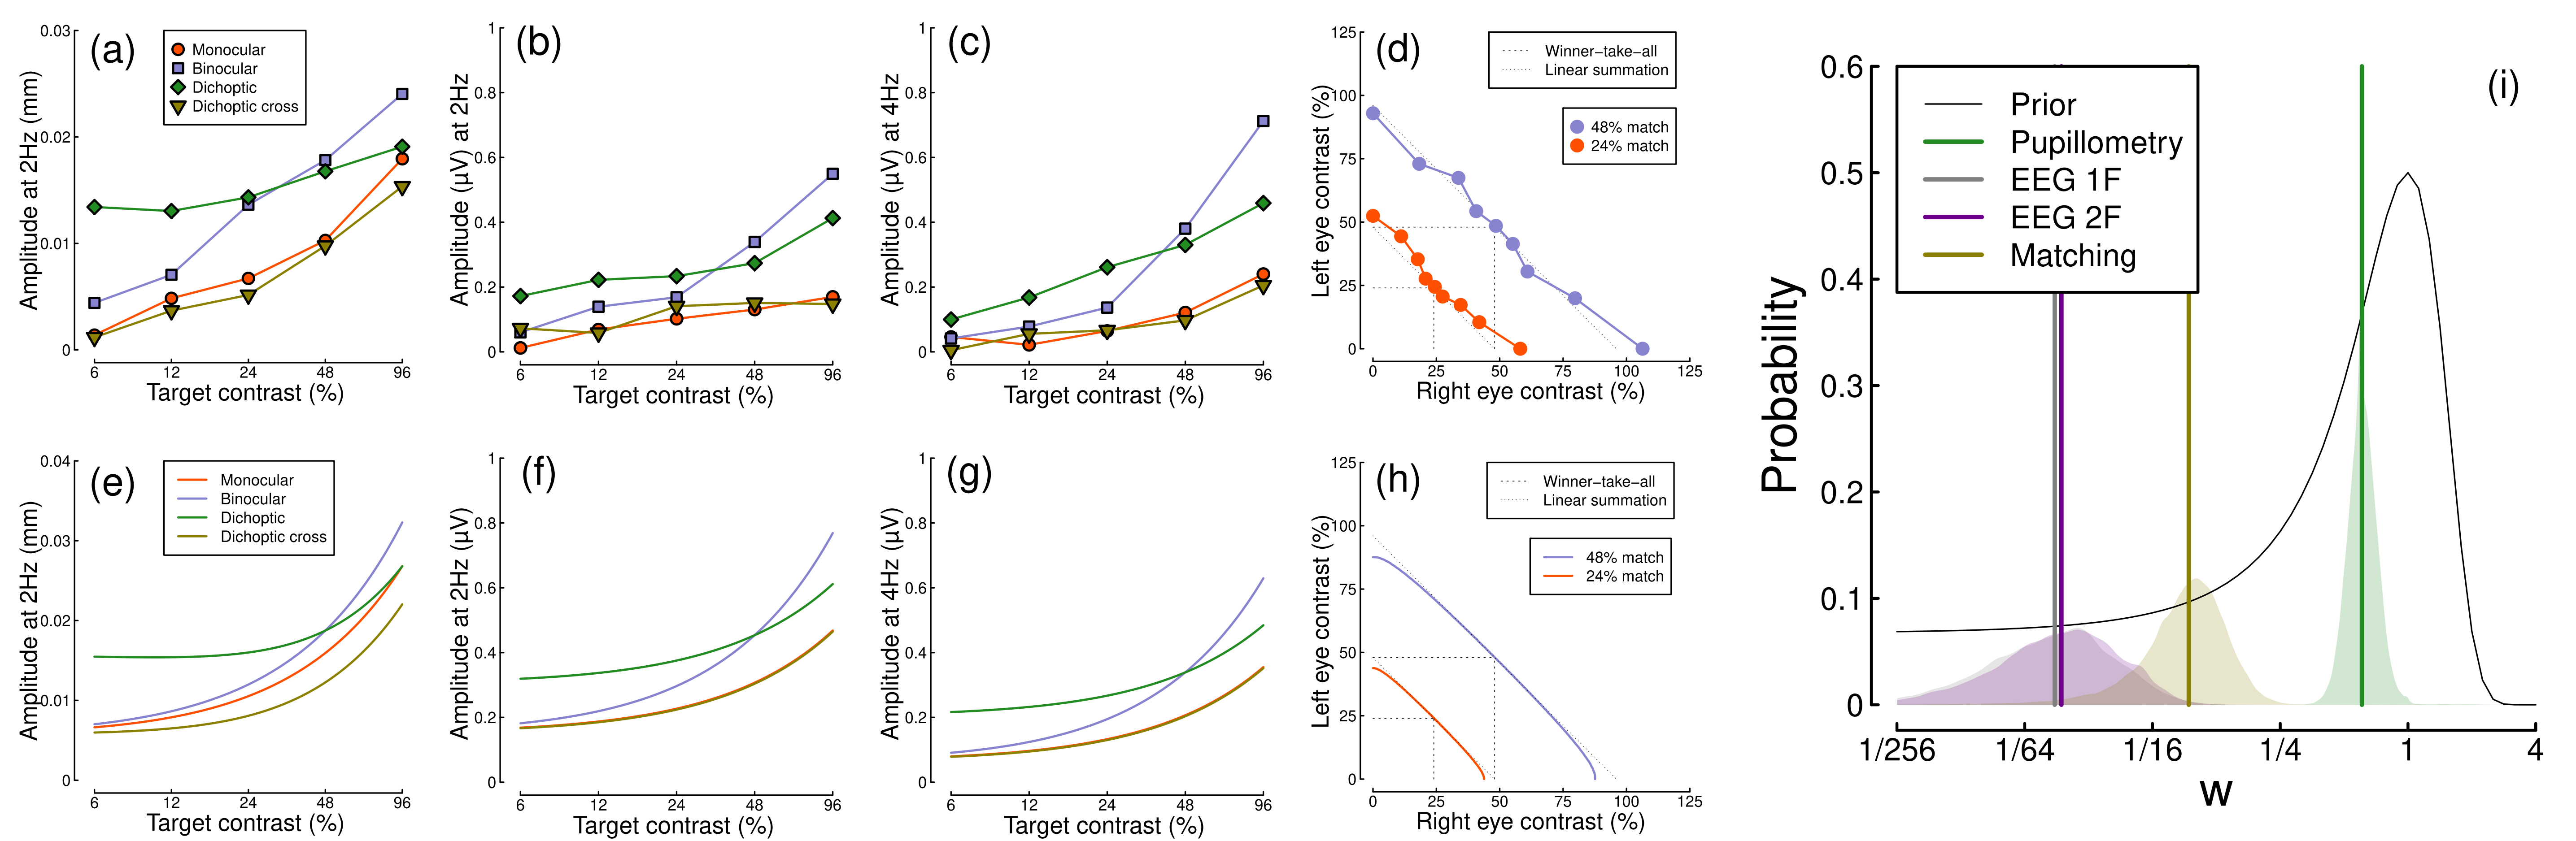 (a)
Amplitude at 2Hz (mm)
0.03
0.02
0.01
0
Monocular
Binocular
Dichoptic
Dichoptic cross
6 12 24 48 96
Target contrast (%)
(b)
Amplitude (µV) at 2Hz
1
0.8
0.6
0.4
0.2
0
6 12 24 48 96
Target contrast (%)
(c)
Amplitude (µV) at 4Hz
1
0.8
0.6
0.4
0.2
0
6 12 24 48 96
Target contrast (%)
(d)
Left eye contrast (%)
125
100
75
50
25
0
Winner−take−all
Linear summation
48% match
24% match
0 25 50 75 100 125
Right eye contrast (%)
(e)
Amplitude at 2Hz (mm)
0.04
0.03
0.02
0.01
0
Monocular
Binocular
Dichoptic
Dichoptic cross
6 12 24 48 96
Target contrast (%)
(f)
Amplitude at 2Hz (µV)
1
0.8
0.6
0.4
0.2
0
6 12 24 48 96
Target contrast (%)
(g)
Amplitude at 4Hz (µV)
1
0.8
0.6
0.4
0.2
0
6 12 24 48 96
Target contrast (%)
(h)
Left eye contrast (%)
125
100
75
50
25
0
Winner−take−all
Linear summation
48% match
24% match
0 25 50 75 100 125
Right eye contrast (%)
(i)
Probability
0.6
0.5
0.4
0.3
0.2
0.1
0
Prior
Pupillometry
EEG 1F
EEG 2F
Matching
1/256 1/64 1/16 1/4 1 4
w